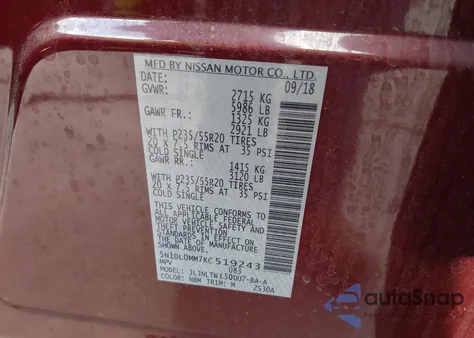 MFD BY NISSAN MOTOR CO., LTD.
DATE: 09/18
GVWR: 2715 KG
5986 LB
GAWR FR: 1325 KG
2921 LB
WITH P235/55R20 TIRES
20 X 7.5 RIMS AT 35 PSI
COLD SINGLE
GAWR RR: 1415 KG
3120 LB
WITH P235/55R20 TIRES
20 X 7.5 RIMS AT 35 PSI
COLD SINGLE
THIS VEHICLE CONFORMS TO
ALL APPLICABLE FEDERAL
MOTOR VEHICLE SAFETY AND
THEFT PREVENTION
STANDARDS IN EFFECT ON
THE DATE OF MANUFACTURE
SHOWN ABOVE.
5N1DL0MM7KC519243
MPV 083
MODEL: JLJNLTWL50DU7-BA-A
COLOR: NBM TRIM: M ZS30A
autosnap